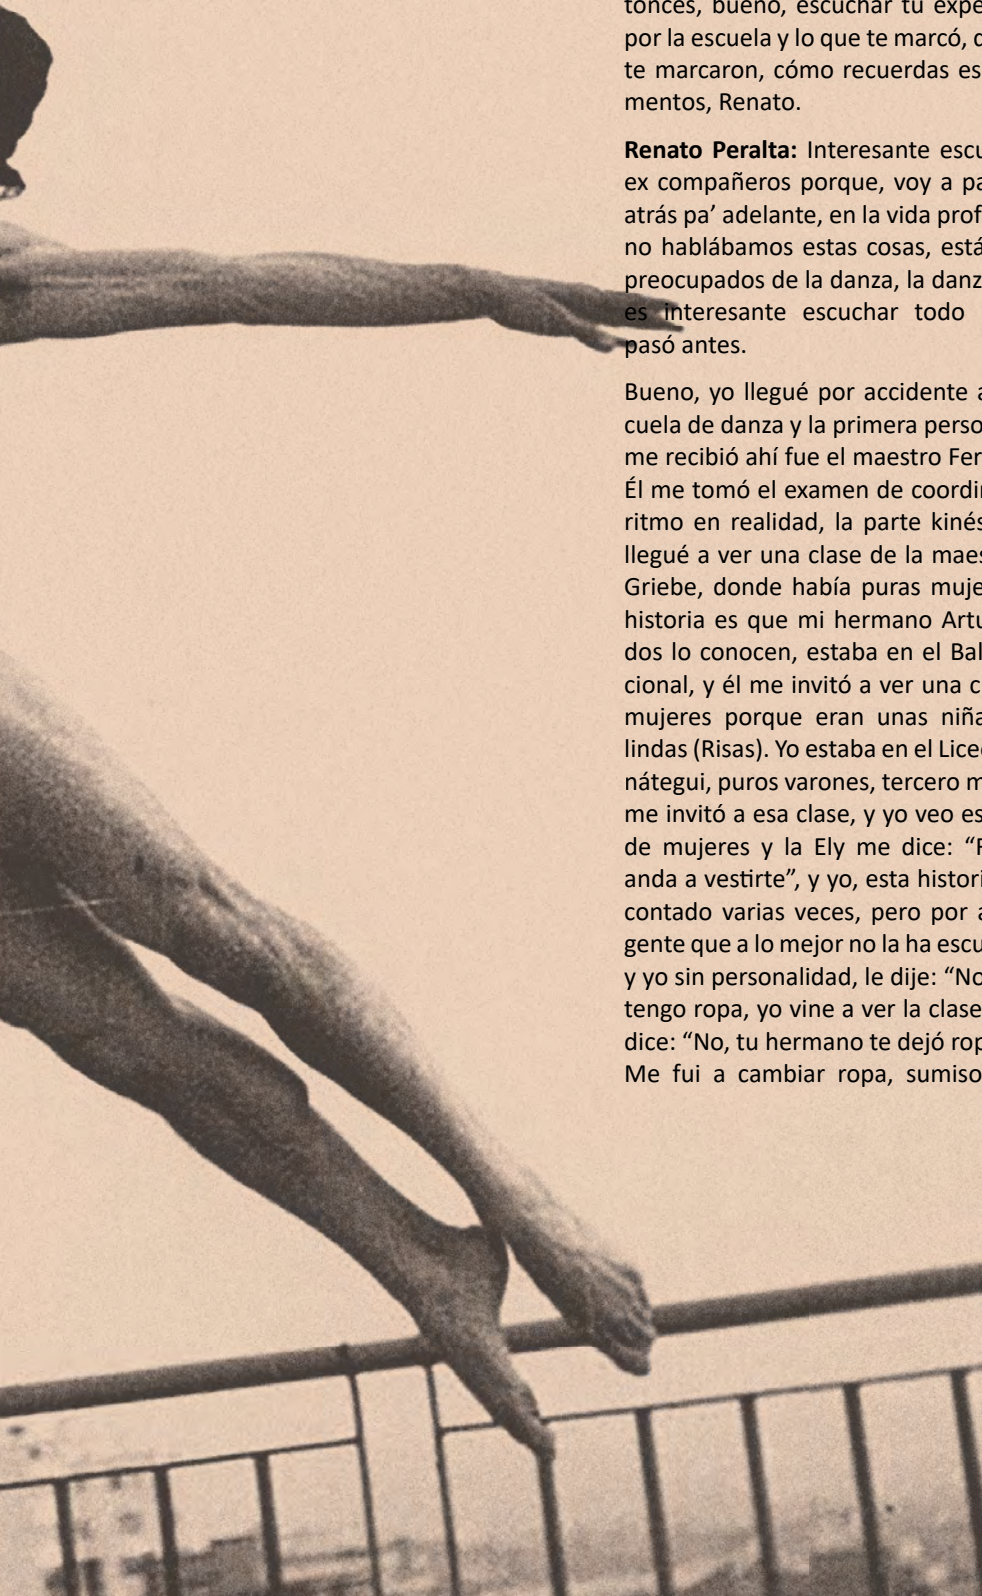 tonces, bueno, escuchar tu expe
por la escuela y lo que te marcó, c
te marcaron, cómo recuerdas es
mentos, Renato.
Renato Peralta: Interesante escu
ex compañeros porque, voy a pa
atrás pa’ adelante, en la vida prof
no hablábamos estas cosas, está
preocupados de la danza, la danz
es interesante escuchar todo
pasó antes.
Bueno, yo llegué por accidente a
cuela de danza y la primera perso
me recibió ahí fue el maestro Fer
Él me tomó el examen de coordi
ritmo en realidad, la parte kinés
llegué a ver una clase de la maes
Griebe, donde había puras muje
historia es que mi hermano Artu
dos lo conocen, estaba en el Bal
cional, y él me invitó a ver una c
mujeres porque eran unas niña
lindas (Risas). Yo estaba en el Lice
nátegui, puros varones, tercero m
me invitó a esa clase, y yo veo es
de mujeres y la Ely me dice: “R
anda a vestirte”, y yo, esta histori
contado varias veces, pero por a
gente que a lo mejor no la ha escu
y yo sin personalidad, le dije: “No
tengo ropa, yo vine a ver la clase
dice: “No, tu hermano te dejó rop
Me fui a cambiar ropa, sumiso